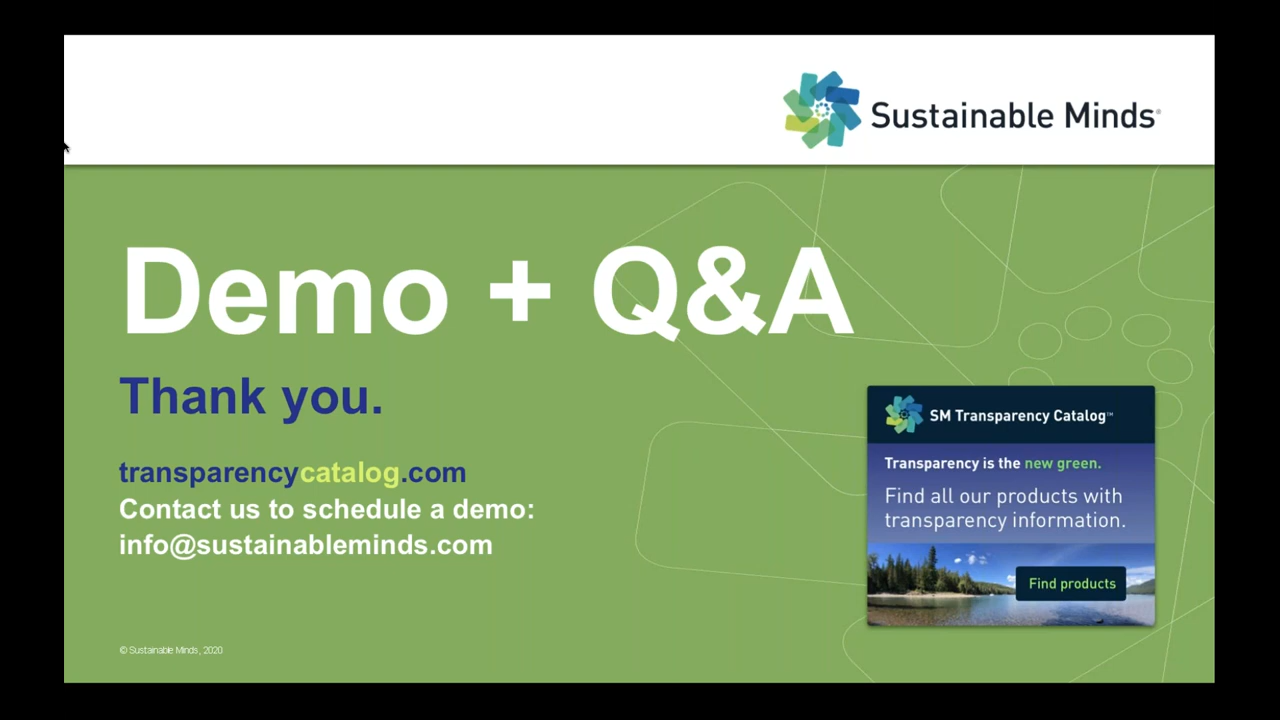 Sustainable Minds®
Demo + Q&A
Thank you.
transparencycatalog.com
Contact us to schedule a demo:
info@sustainableminds.com
SM Transparency Catalog™
Transparency is the new green.
Find all our products with
transparency information.
Find products
© Sustainable Minds, 2020